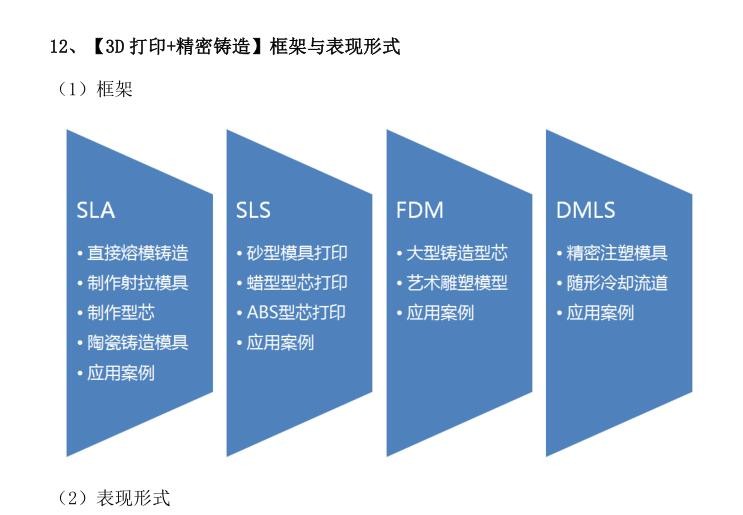 12、【3D 打印+精密铸造】框架与表现形式
（1）框架
SLA
• 直接熔模铸造
• 制作射拉模具
• 制作型芯
• 陶瓷铸造模具
• 应用案例
SLS
• 砂型模具打印
• 蜡型型芯打印
• ABS型芯打印
• 应用案例
FDM
• 大型铸造型芯
• 艺术雕塑模型
• 应用案例
DMLS
• 精密注塑模具
• 随形冷却流道
• 应用案例
（2）表现形式